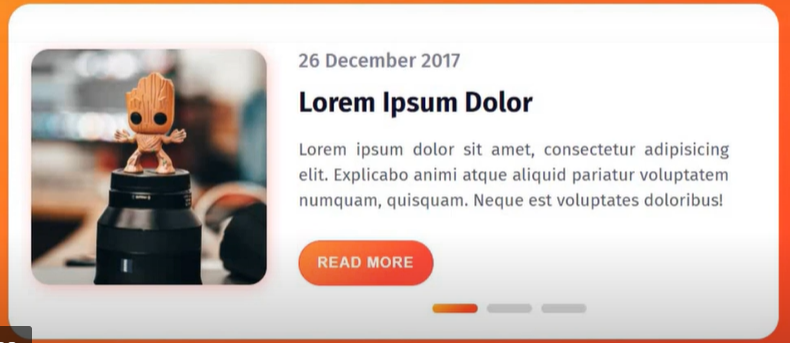 26 December 2017
Lorem Ipsum Dolor
Lorem ipsum dolor sit amet, consectetur adipisicing
elit. Explicabo animi atque aliquid pariatur voluptatem
numquam, quisquam. Neque est voluptates doloribus!
READ MORE